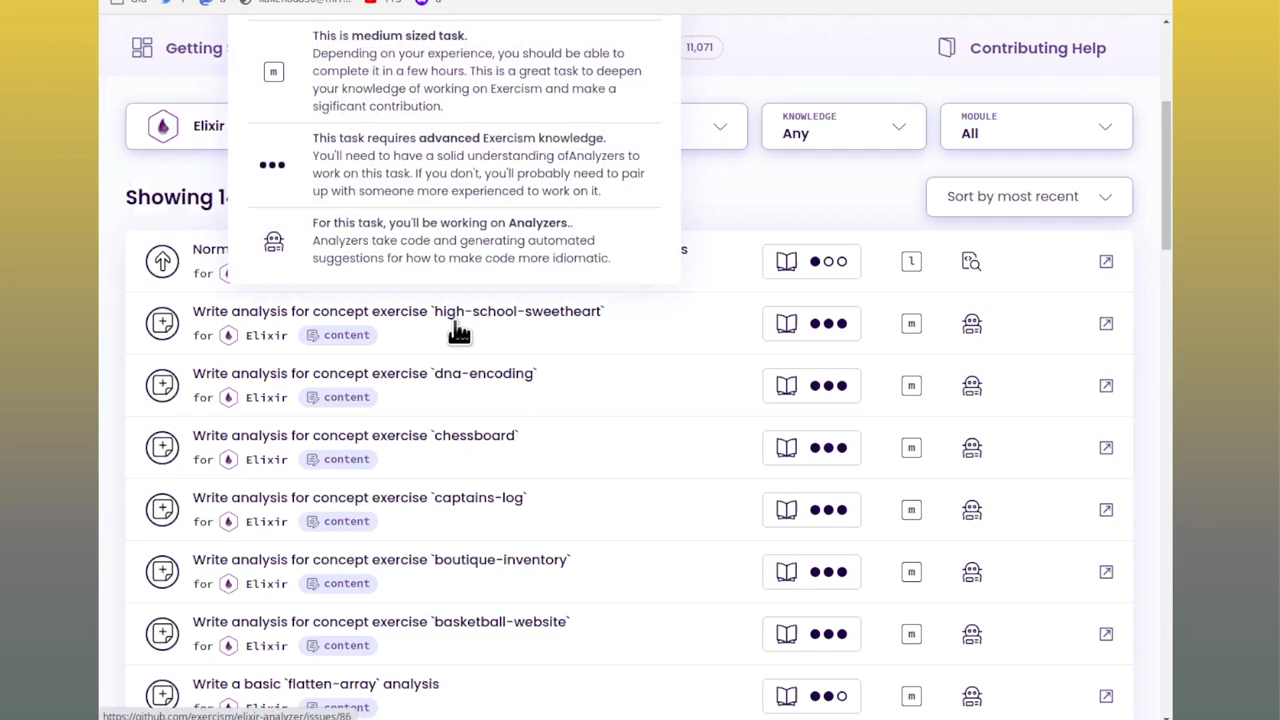 Getting
11,071
Contributing Help
This is medium sized task.
Depending on your experience, you should be able to
complete it in a few hours. This is a great task to deepen
your knowledge of working on Exercism and make a
sigificant contribution.
m
This task requires advanced Exercism knowledge.
You'll need to have a solid understanding ofAnalyzers to
work on this task. If you don't, you'll probably need to pair
up with someone more experienced to work on it.
For this task, you'll be working on Analyzers..
Analyzers take code and generating automated
suggestions for how to make code more idiomatic.
Elixir
KNOWLEDGE
Any
MODULE
All
Showing 14
Sort by most recent
Norm
s
for
l
Write analysis for concept exercise `high-school-sweetheart`
for Elixir content
m
Write analysis for concept exercise `dna-encoding`
for Elixir content
m
Write analysis for concept exercise `chessboard`
for Elixir content
m
Write analysis for concept exercise `captains-log`
for Elixir content
m
Write analysis for concept exercise `boutique-inventory`
for Elixir content
m
Write analysis for concept exercise `basketball-website`
for Elixir content
m
Write a basic `flatten-array` analysis
for Elixir content
m
https://github.com/exercism/elixir-analyzer/issues/86